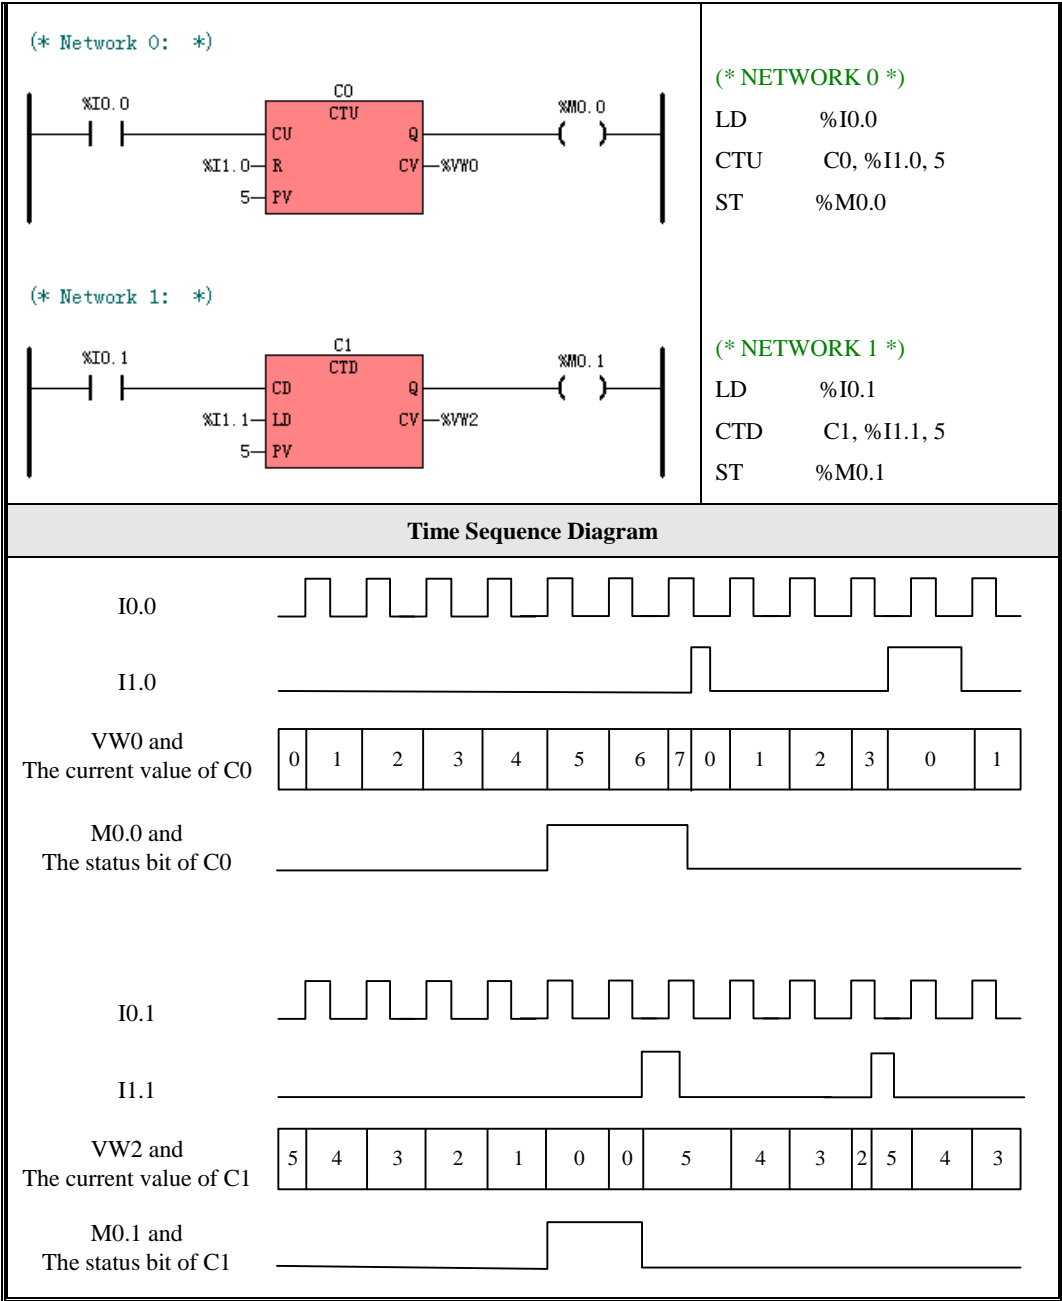 (* Network 0: *)
%I0.0
C0
CTU
%M0.0
CU Q
%I1.0 R CV %VW0
5 PV
(* NETWORK 0 *)
LD %I0.0
CTU C0, %I1.0, 5
ST %M0.0
(* Network 1: *)
%I0.1
C1
CTD
%M0.1
CD Q
%I1.1 LD CV %VW2
5 PV
(* NETWORK 1 *)
LD %I0.1
CTD C1, %I1.1, 5
ST %M0.1
Time Sequence Diagram
I0.0
I1.0
VW0 and
The current value of C0
0 1 2 3 4 5 6 7 0 1 2 3 0 1
M0.0 and
The status bit of C0
I0.1
I1.1
VW2 and
The current value of C1
5 4 3 2 1 0 0 5 4 3 2 5 4 3
M0.1 and
The status bit of C1